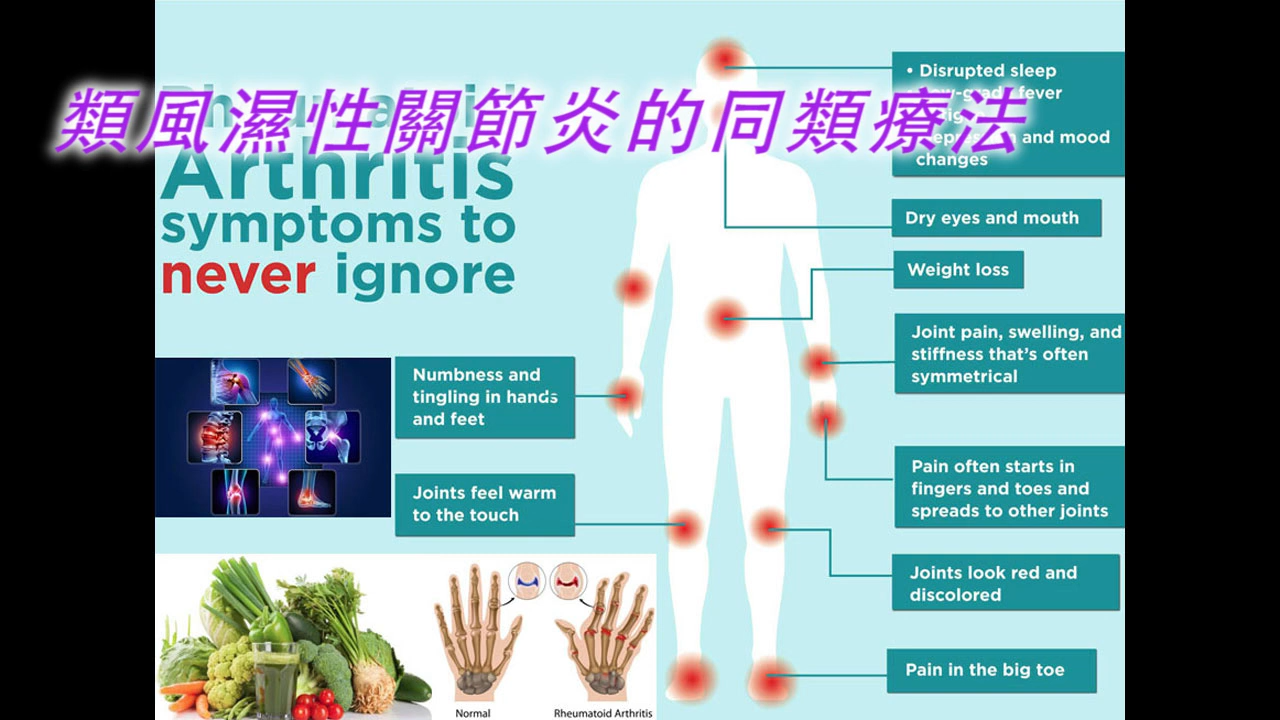 類風濕性關節炎的同類療法
Arthritis
symptoms to
never ignore
• Disrupted sleep
fever
and mood
changes
Dry eyes and mouth
Weight loss
Joint pain, swelling, and
stiffness that's often
symmetrical
Numbness and
tingling in hands
and feet
Pain often starts in
fingers and toes and
spreads to other joints
Joints feel warm
to the touch
Joints look red and
discolored
Pain in the big toe
Normal
Rheumatoid Arthritis